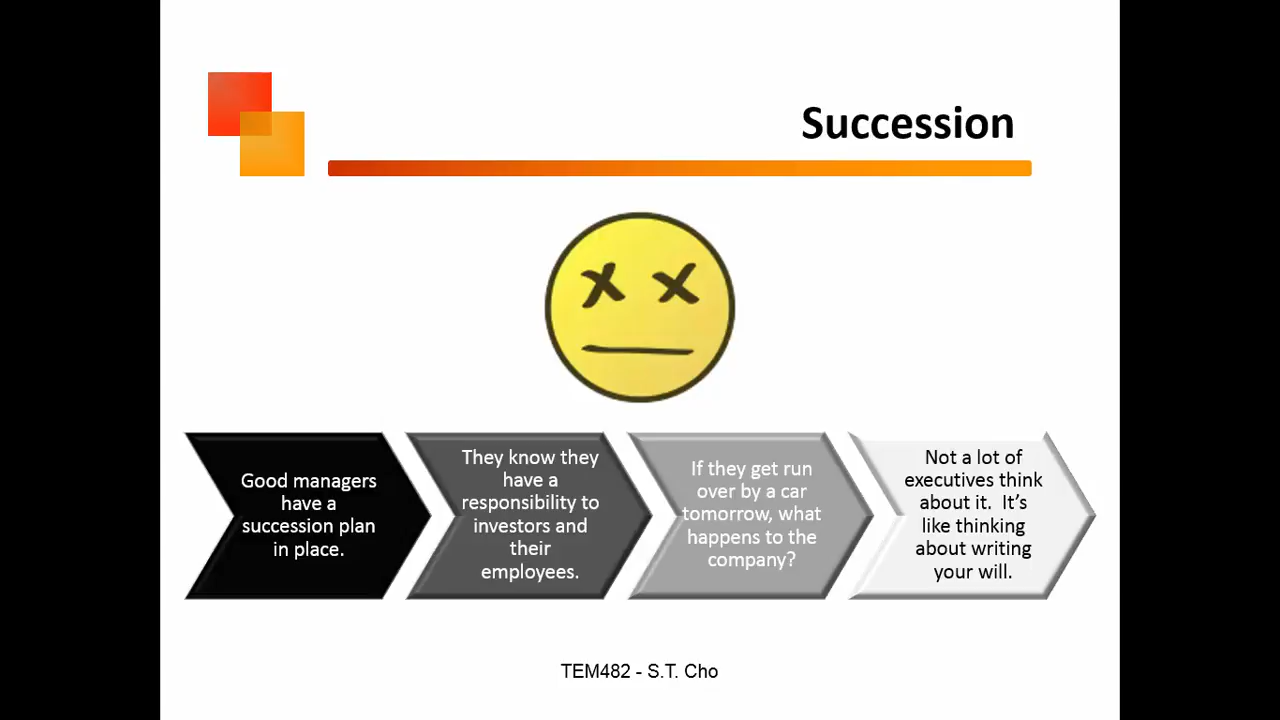 Succession
Good managers
have a
succession plan
in place.
They know they
have a
responsibility to
investors and
their
employees.
If they get run
over by a car
tomorrow, what
happens to the
company?
Not a lot of
executives think
about it.  It’s
like thinking
about writing
your will.
TEM482 - S.T. Cho